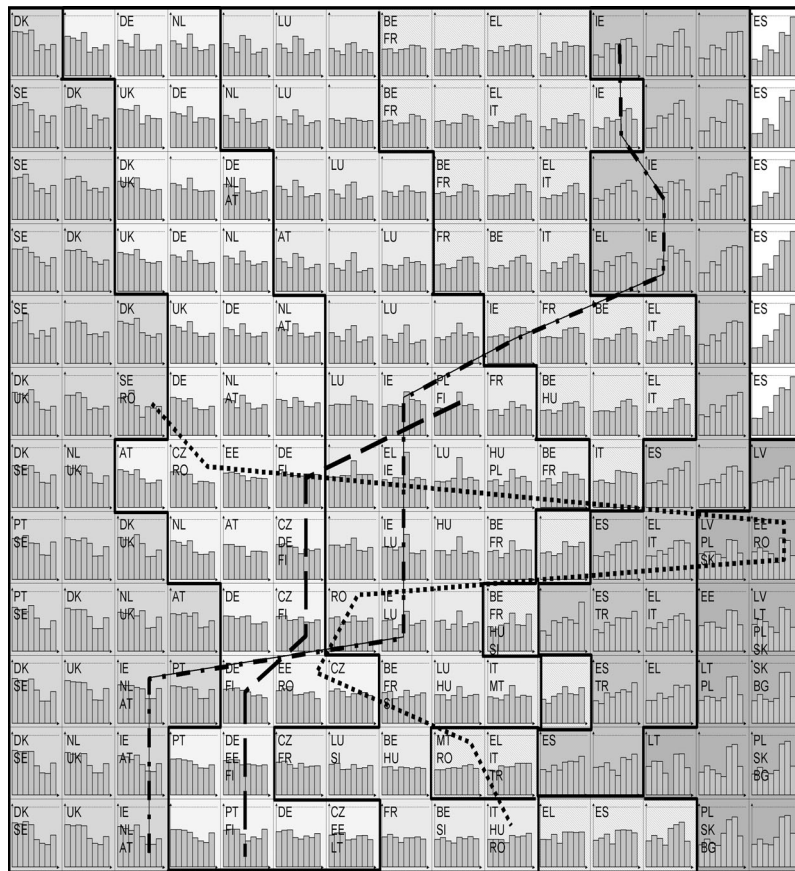 DK DE NL LU BE EL IE ES
FR
SE DK UK DE NL LU BE EL IE ES
FR IT
SE DK DE LU BE EL IE ES
UK NL FR IT
AT
SE DK UK DE NL AT LU FR BE IT EL IE ES
SE DK UK DE NL LU IE FR BE EL ES
AT IT
DK SE DE NL LU IE PL FR BE EL ES
UK RO AT FI HU IT
DK NL AT CZ EE DE EL LU HU BE IT ES LV
SE UK RO FI IE PL FR
PT DK NL AT CZ IE HU BE ES EL LV EE
SE UK DE LU FR IT PL RO
FI SK
PT DK NL AT DE CZ RO IE BE ES EL EE LV
SE UK FI LU FR TR IT LT
HU PL
SI SK
DK UK IE PT DE EE CZ BE LU IT ES EL LT SK
SE NL FI RO FR HU MT TR PL BG
AT SI
DK NL IE PT DE CZ LU BE MT EL ES LT PL
SE UK AT EE FR SI HU RO IT SK
FI TR BG
DK UK IE PT DE CZ FR BE IT EL ES PL
SE NL FI EE SI HU SK
AT LT RO BG